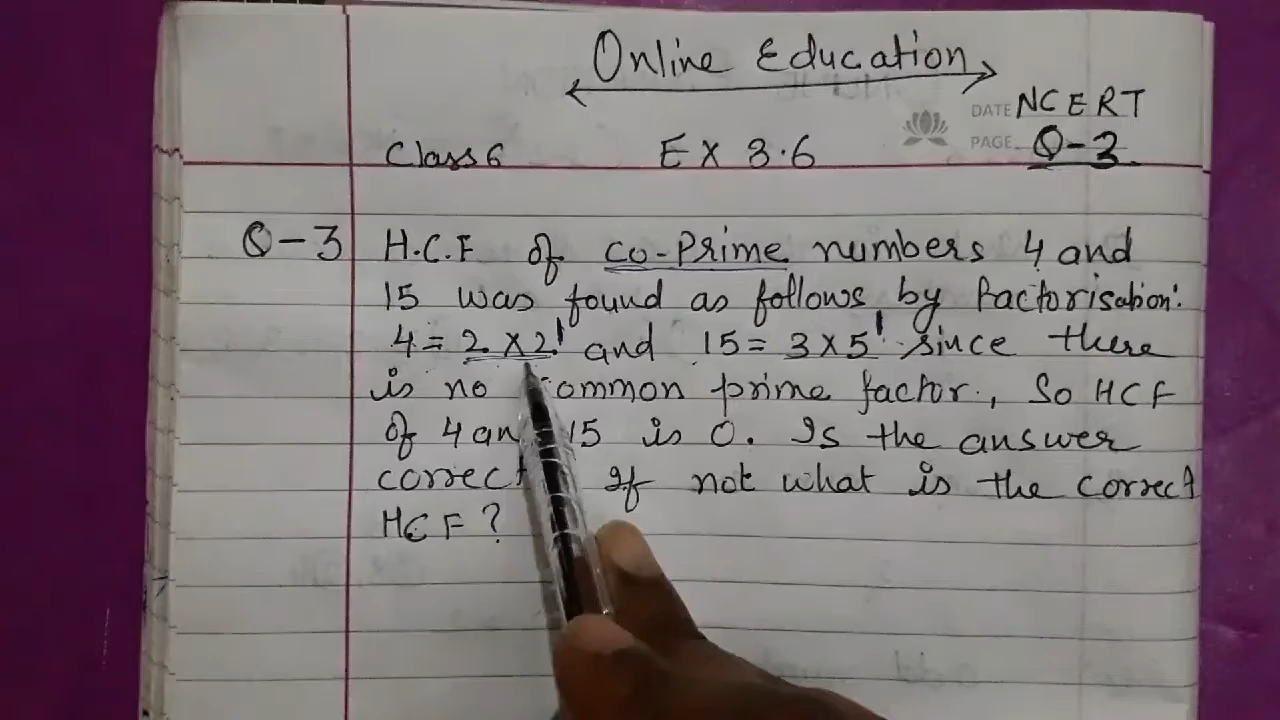 Online Education
DATE NCERT
PAGE Q-3
Class 6 EX 3.6
Q-3 H.C.F of co-Prime numbers 4 and
15 was found as follows by factorisation:
4 = 2 × 2 and 15 = 3 × 5 since there
is no common prime factor, So HCF
of 4 an 15 is 0. Is the answer
correct If not what is the correct
HCF?